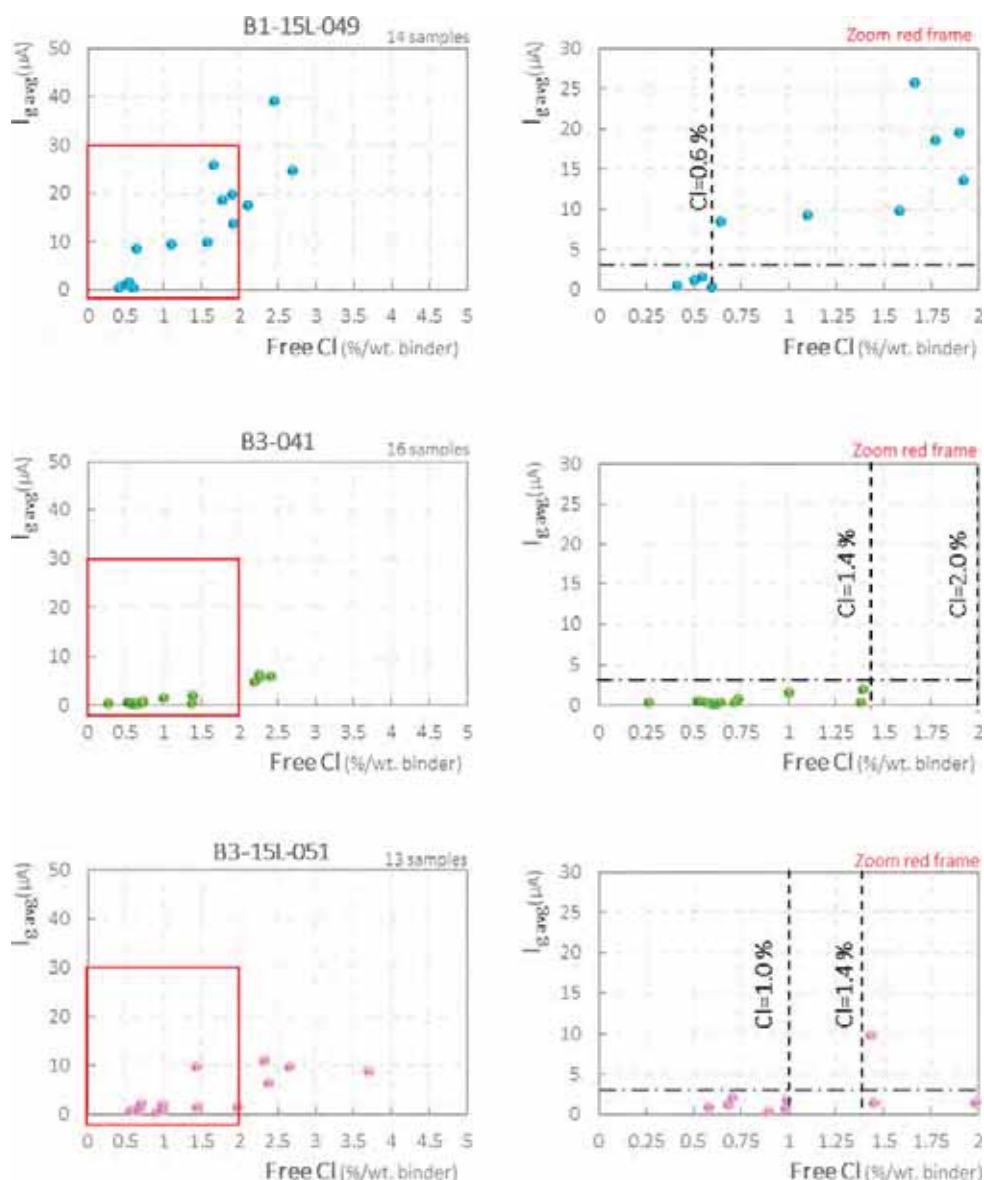 B1-15L-049
14 samples
Zoom red frame
50
40
30
20
10
0
0 0.5 1 1.5 2 2.5 3 3.5 4 4.5 5
Free Cl (%/wt. binder)
I g avg (µA)
30
25
20
15
10
5
0
Cl=0.6 %
0 0.25 0.5 0.75 1 1.25 1.5 1.75 2
Free Cl (%/wt. binder)
I g avg (µA)
B3-041
16 samples
Zoom red frame
50
40
30
20
10
0
0 0.5 1 1.5 2 2.5 3 3.5 4 4.5 5
Free Cl (%/wt. binder)
I g avg (µA)
30
25
20
15
10
5
0
Cl=1.4 %
Cl=2.0 %
0 0.25 0.5 0.75 1 1.25 1.5 1.75 2
Free Cl (%/wt. binder)
I g avg (µA)
B3-15L-051
13 samples
Zoom red frame
50
40
30
20
10
0
0 0.5 1 1.5 2 2.5 3 3.5 4 4.5 5
Free Cl (%/wt. binder)
I g avg (µA)
30
25
20
15
10
5
0
Cl=1.0 %
Cl=1.4 %
0 0.25 0.5 0.75 1 1.25 1.5 1.75 2
Free Cl (%/wt. binder)
I g avg (µA)